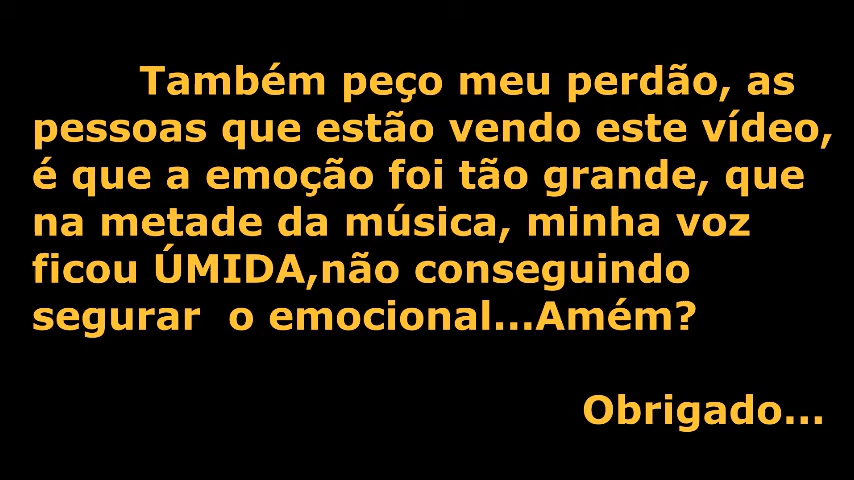 Também peço meu perdão, as
pessoas que estão vendo este vídeo,
é que a emoção foi tão grande, que
na metade da música, minha voz
ficou ÚMIDA,não conseguindo
segurar  o emocional...Amém?
Obrigado...